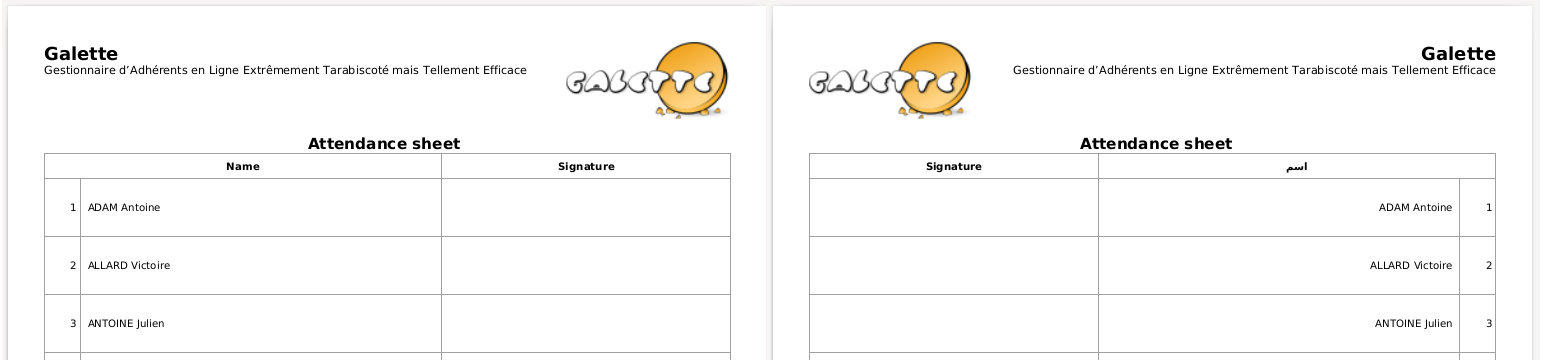 Galette
Gestionnaire d'Adhérents en Ligne Extrêmement Tarabiscoté mais Tellement Efficace
GALETTE
Attendance sheet
Name Signature
1 ADAM Antoine
2 ALLARD Victoire
3 ANTOINE Julien
Galette
Gestionnaire d'Adhérents en Ligne Extrêmement Tarabiscoté mais Tellement Efficace
GALETTE
Attendance sheet
Signature اسم
ADAM Antoine 1
ALLARD Victoire 2
ANTOINE Julien 3